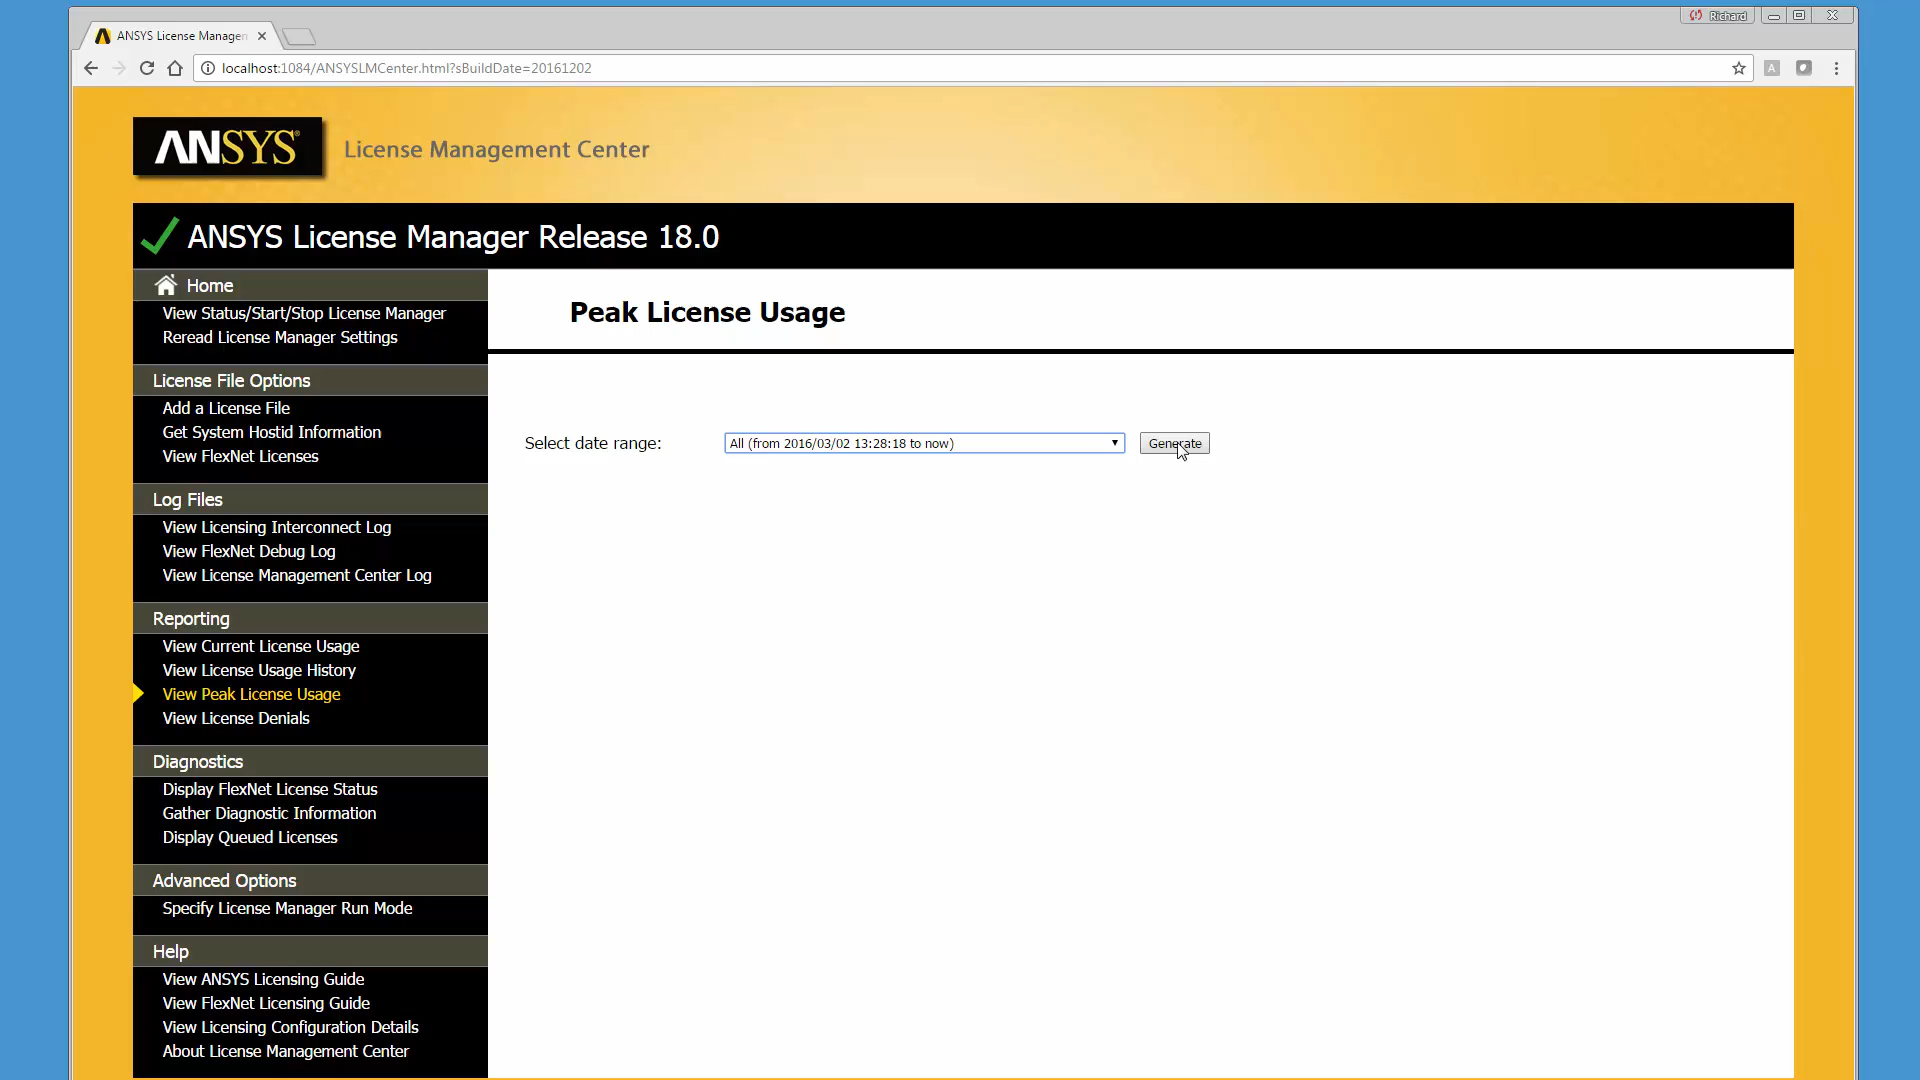 ANSYS License Managen
Richard
localhost:1084/ANSYSLMCenter.html?sBuildDate=20161202
ANSYS® License Management Center
ANSYS License Manager Release 18.0
Home
View Status/Start/Stop License Manager
Reread License Manager Settings
License File Options
Add a License File
Get System Hostid Information
View FlexNet Licenses
Log Files
View Licensing Interconnect Log
View FlexNet Debug Log
View License Management Center Log
Reporting
View Current License Usage
View License Usage History
View Peak License Usage
View License Denials
Diagnostics
Display FlexNet License Status
Gather Diagnostic Information
Display Queued Licenses
Advanced Options
Specify License Manager Run Mode
Help
View ANSYS Licensing Guide
View FlexNet Licensing Guide
View Licensing Configuration Details
About License Management Center
Peak License Usage
Select date range: All (from 2016/03/02 13:28:18 to now) Generate